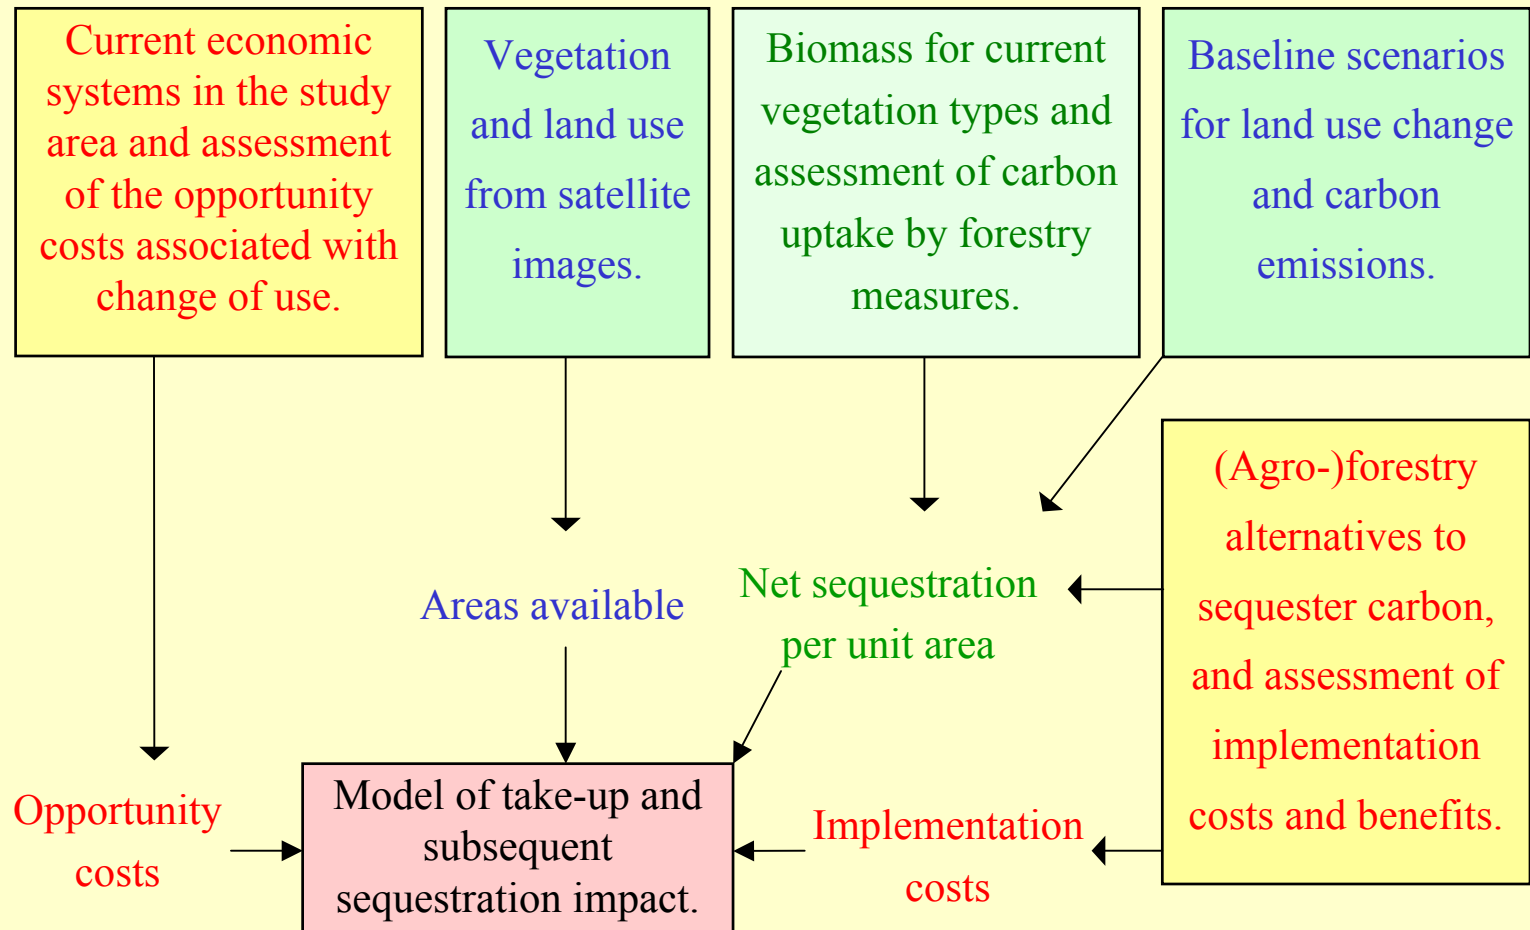 Current economic
systems in the study
area and assessment
of the opportunity
costs associated with
change of use.
Vegetation
and land use
from satellite
images.
Biomass for current
vegetation types and
assessment of carbon
uptake by forestry
measures.
Baseline scenarios
for land use change
and carbon
emissions.
(Agro-)forestry
alternatives to
sequester carbon,
and assessment of
implementation
costs and benefits.
Areas available
Net sequestration
per unit area
Opportunity
costs
Model of take-up and
subsequent
sequestration impact.
Implementation
costs